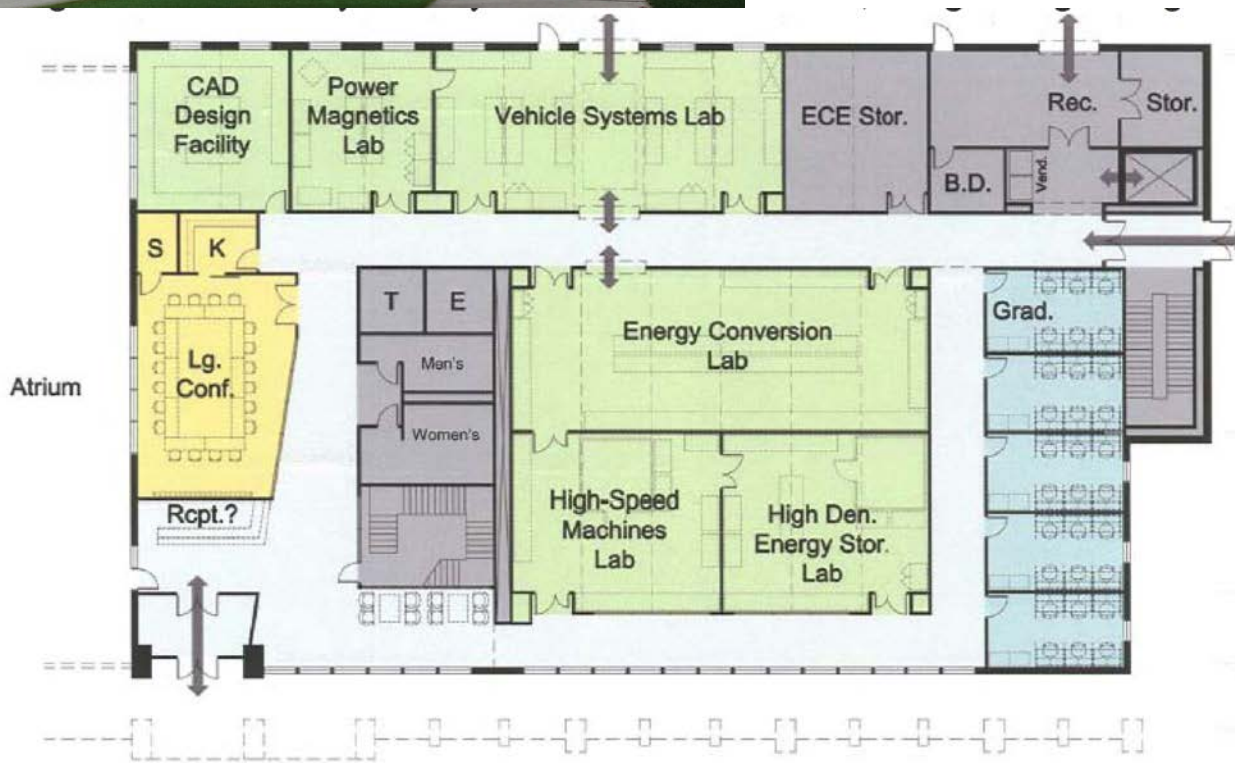 CAD
Design
Facility
Power
Magnetics
Lab
Vehicle Systems Lab
ECE Stor.
Rec.
Stor.
B.D.
Vend.
S
K
T
E
Grad.
Energy Conversion
Lab
Men's
Lg.
Conf.
Atrium
Women's
Rcpt.?
High-Speed
Machines
Lab
High Den.
Energy Stor.
Lab